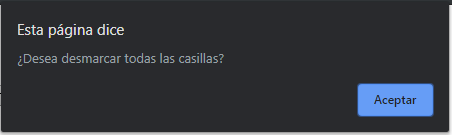 Esta página dice
¿Desea desmarcar todas las casillas?
Aceptar